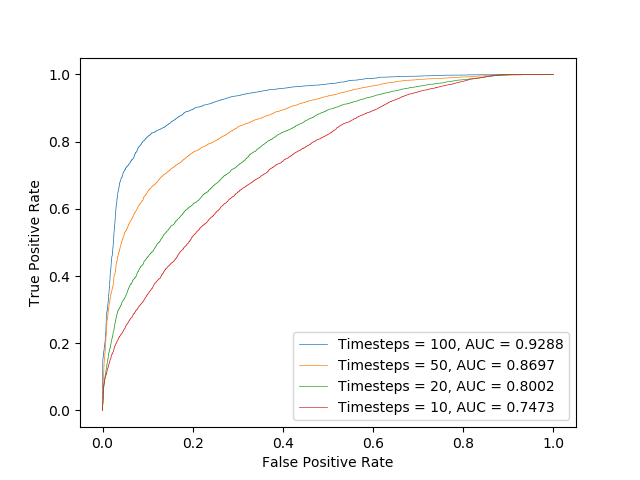 1.0
0.8
0.6
0.4
0.2
0.0
True Positive Rate
Timesteps = 100, AUC = 0.9288
Timesteps = 50, AUC = 0.8697
Timesteps = 20, AUC = 0.8002
Timesteps = 10, AUC = 0.7473
0.0 0.2 0.4 0.6 0.8 1.0
False Positive Rate